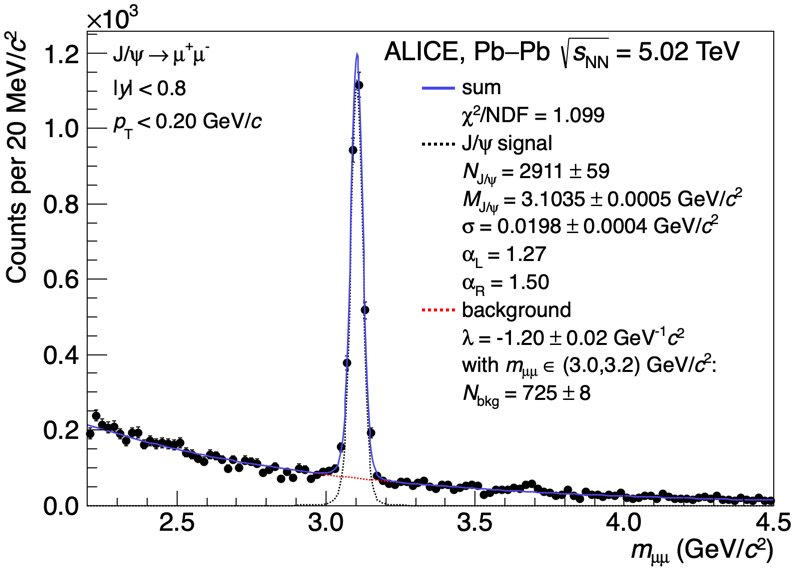 ×10³
ALICE, Pb–Pb √s_NN = 5.02 TeV
J/ψ → μ⁺μ⁻
|y| < 0.8
p_T < 0.20 GeV/c
sum
χ²/NDF = 1.099
J/ψ signal
N_J/ψ = 2911 ± 59
M_J/ψ = 3.1035 ± 0.0005 GeV/c²
σ = 0.0198 ± 0.0004 GeV/c²
α_L = 1.27
α_R = 1.50
background
λ = -1.20 ± 0.02 GeV⁻¹c²
with m_μμ ∈ (3.0,3.2) GeV/c²:
N_bkg = 725 ± 8
Counts per 20 MeV/c²
1.2
1.0
0.8
0.6
0.4
0.2
0.0
2.5 3.0 3.5 4.0 4.5
m_μμ (GeV/c²)